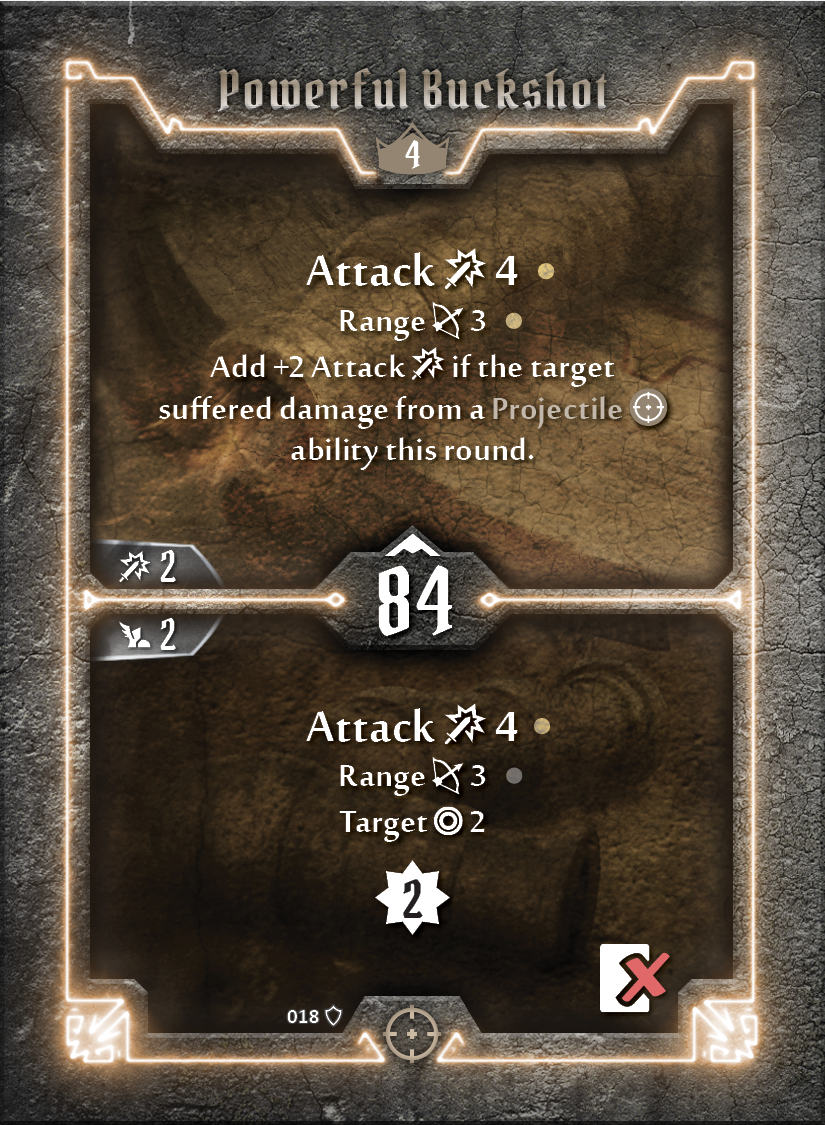 Powerful Buckshot
4
Attack 4
Range 3
Add +2 Attack if the target
suffered damage from a Projectile
ability this round.
2
84
2
Attack 4
Range 3
Target 2
2
018